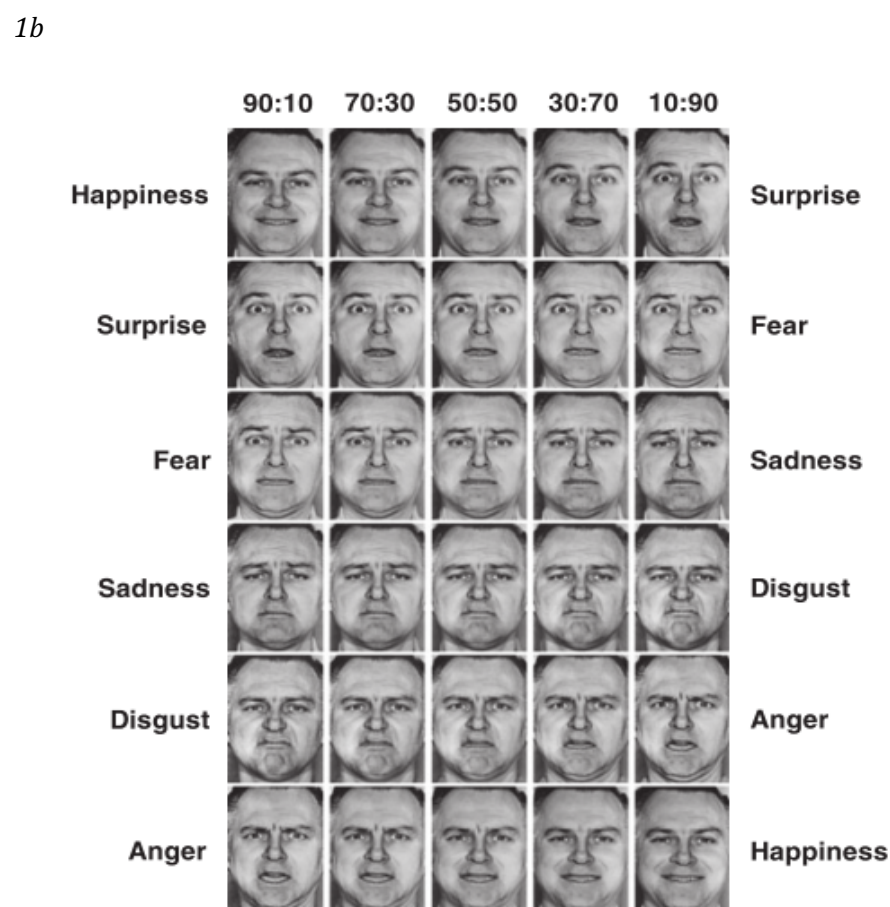 1b
90:10 70:30 50:50 30:70 10:90
Happiness Surprise
Surprise Fear
Fear Sadness
Sadness Disgust
Disgust Anger
Anger Happiness